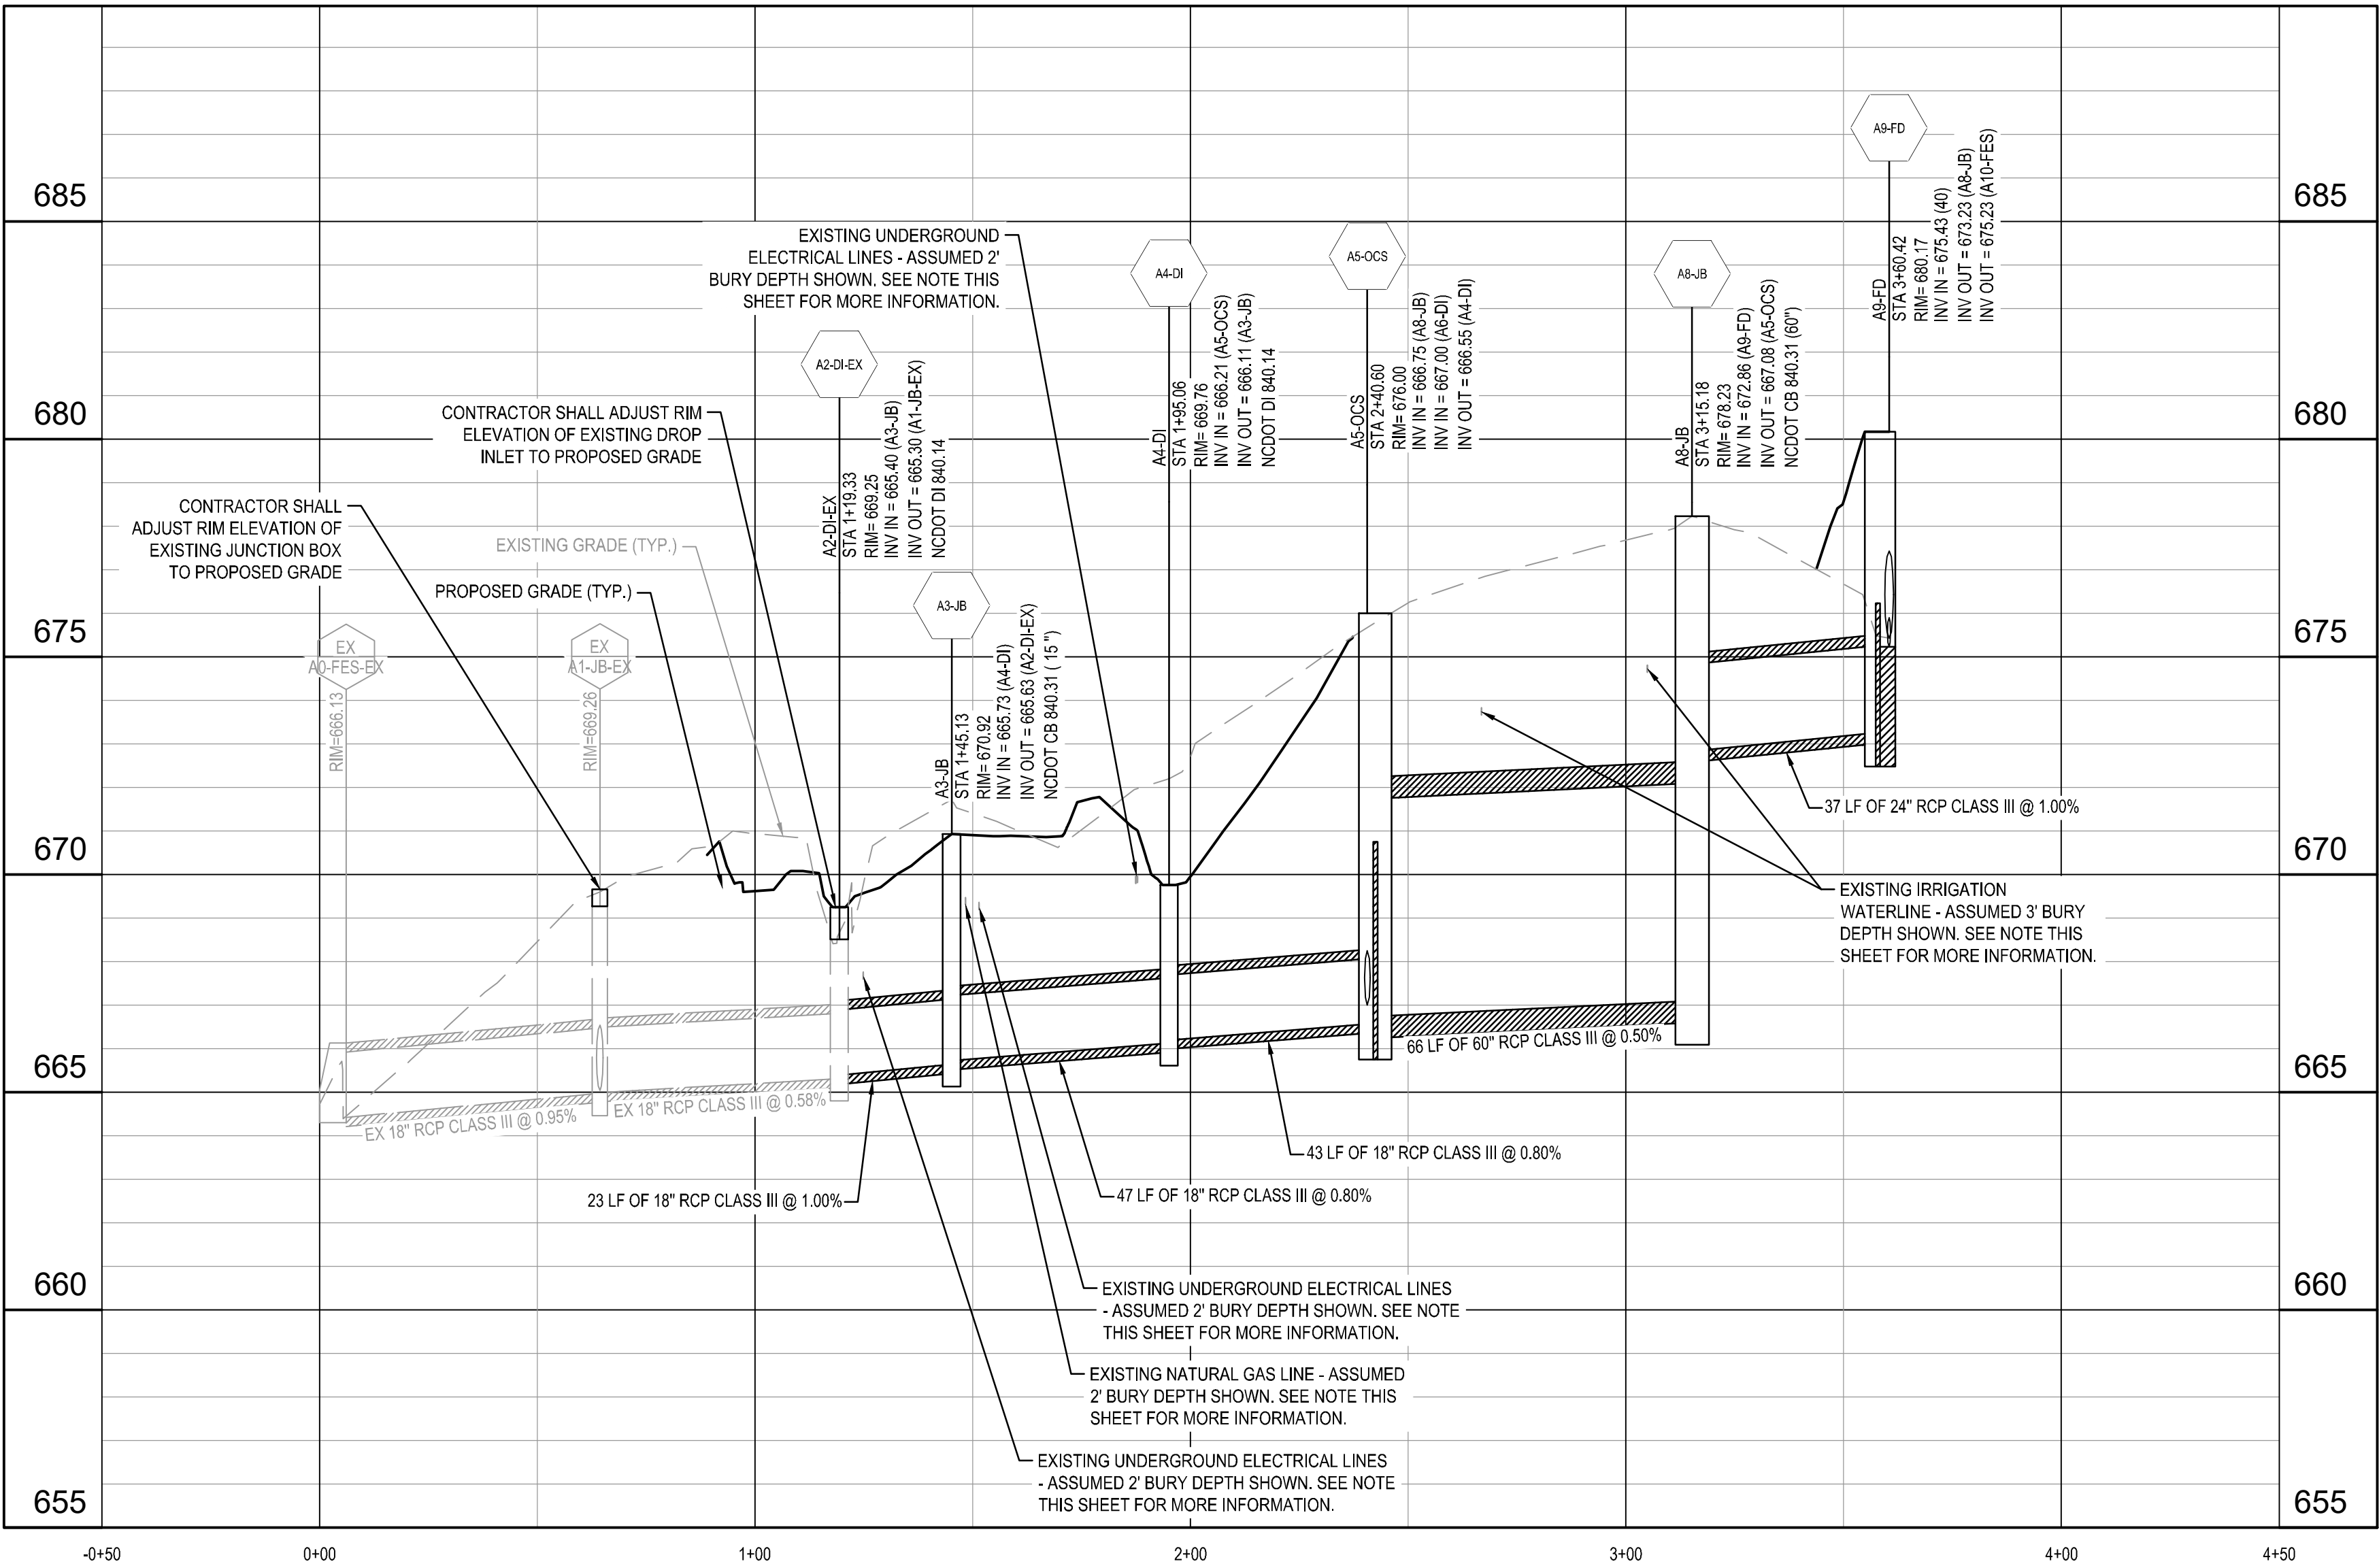 A9-FD
A9-FD
STA 3+60.42
RIM= 680.17
INV IN = 675.43 (40)
INV OUT = 673.23 (A8-JB)
INV OUT = 675.23 (A10-FES)
685
685
EXISTING UNDERGROUND
ELECTRICAL LINES - ASSUMED 2'
BURY DEPTH SHOWN. SEE NOTE THIS
SHEET FOR MORE INFORMATION.
A4-DI
A4-DI
STA 1+95.06
RIM= 669.76
INV IN = 666.21 (A5-OCS)
INV OUT = 666.11 (A3-JB)
NCDOT DI 840.14
A5-OCS
A5-OCS
STA 2+40.60
RIM= 676.00
INV IN = 666.75 (A8-JB)
INV IN = 667.00 (A6-DI)
INV OUT = 666.55 (A4-DI)
A8-JB
A8-JB
STA 3+15.18
RIM= 678.23
INV IN = 672.86 (A9-FD)
INV OUT = 667.08 (A5-OCS)
NCDOT CB 840.31 (60")
A2-DI-EX
A2-DI-EX
STA 1+19.33
RIM= 669.25
INV IN = 665.40 (A3-JB)
INV OUT = 665.30 (A1-JB-EX)
NCDOT DI 840.14
680
680
CONTRACTOR SHALL ADJUST RIM
ELEVATION OF EXISTING DROP
INLET TO PROPOSED GRADE
CONTRACTOR SHALL
ADJUST RIM ELEVATION OF
EXISTING JUNCTION BOX
TO PROPOSED GRADE
EXISTING GRADE (TYP.)
PROPOSED GRADE (TYP.)
A3-JB
A3-JB
STA 1+45.13
RIM= 670.92
INV IN = 665.73 (A4-DI)
INV OUT = 665.63 (A2-DI-EX)
NCDOT CB 840.31 ( 15 ")
675
675
EX
A0-FES-EX
RIM=666.13
EX
A1-JB-EX
RIM=669.26
37 LF OF 24" RCP CLASS III @ 1.00%
670
670
EXISTING IRRIGATION
WATERLINE - ASSUMED 3' BURY
DEPTH SHOWN. SEE NOTE THIS
SHEET FOR MORE INFORMATION.
66 LF OF 60" RCP CLASS III @ 0.50%
665
665
EX 18" RCP CLASS III @ 0.95%
EX 18" RCP CLASS III @ 0.58%
43 LF OF 18" RCP CLASS III @ 0.80%
47 LF OF 18" RCP CLASS III @ 0.80%
23 LF OF 18" RCP CLASS III @ 1.00%
660
660
EXISTING UNDERGROUND ELECTRICAL LINES
- ASSUMED 2' BURY DEPTH SHOWN. SEE NOTE
THIS SHEET FOR MORE INFORMATION.
EXISTING NATURAL GAS LINE - ASSUMED
2' BURY DEPTH SHOWN. SEE NOTE THIS
SHEET FOR MORE INFORMATION.
EXISTING UNDERGROUND ELECTRICAL LINES
- ASSUMED 2' BURY DEPTH SHOWN. SEE NOTE
THIS SHEET FOR MORE INFORMATION.
655
655
-0+50
0+00
1+00
2+00
3+00
4+00
4+50